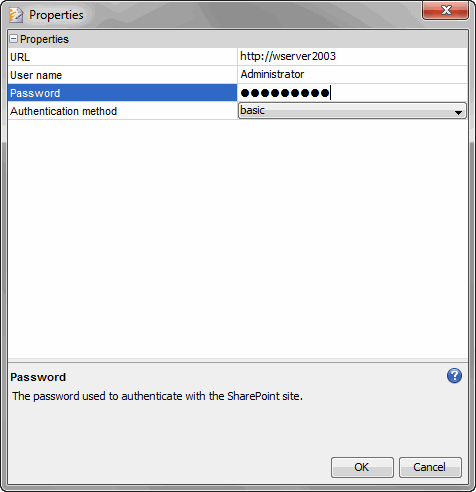 Properties
Properties
URL http://wserver2003
User name Administrator
Password ●●●●●●●●●
Authentication method basic
Password
The password used to authenticate with the SharePoint site.
OK Cancel